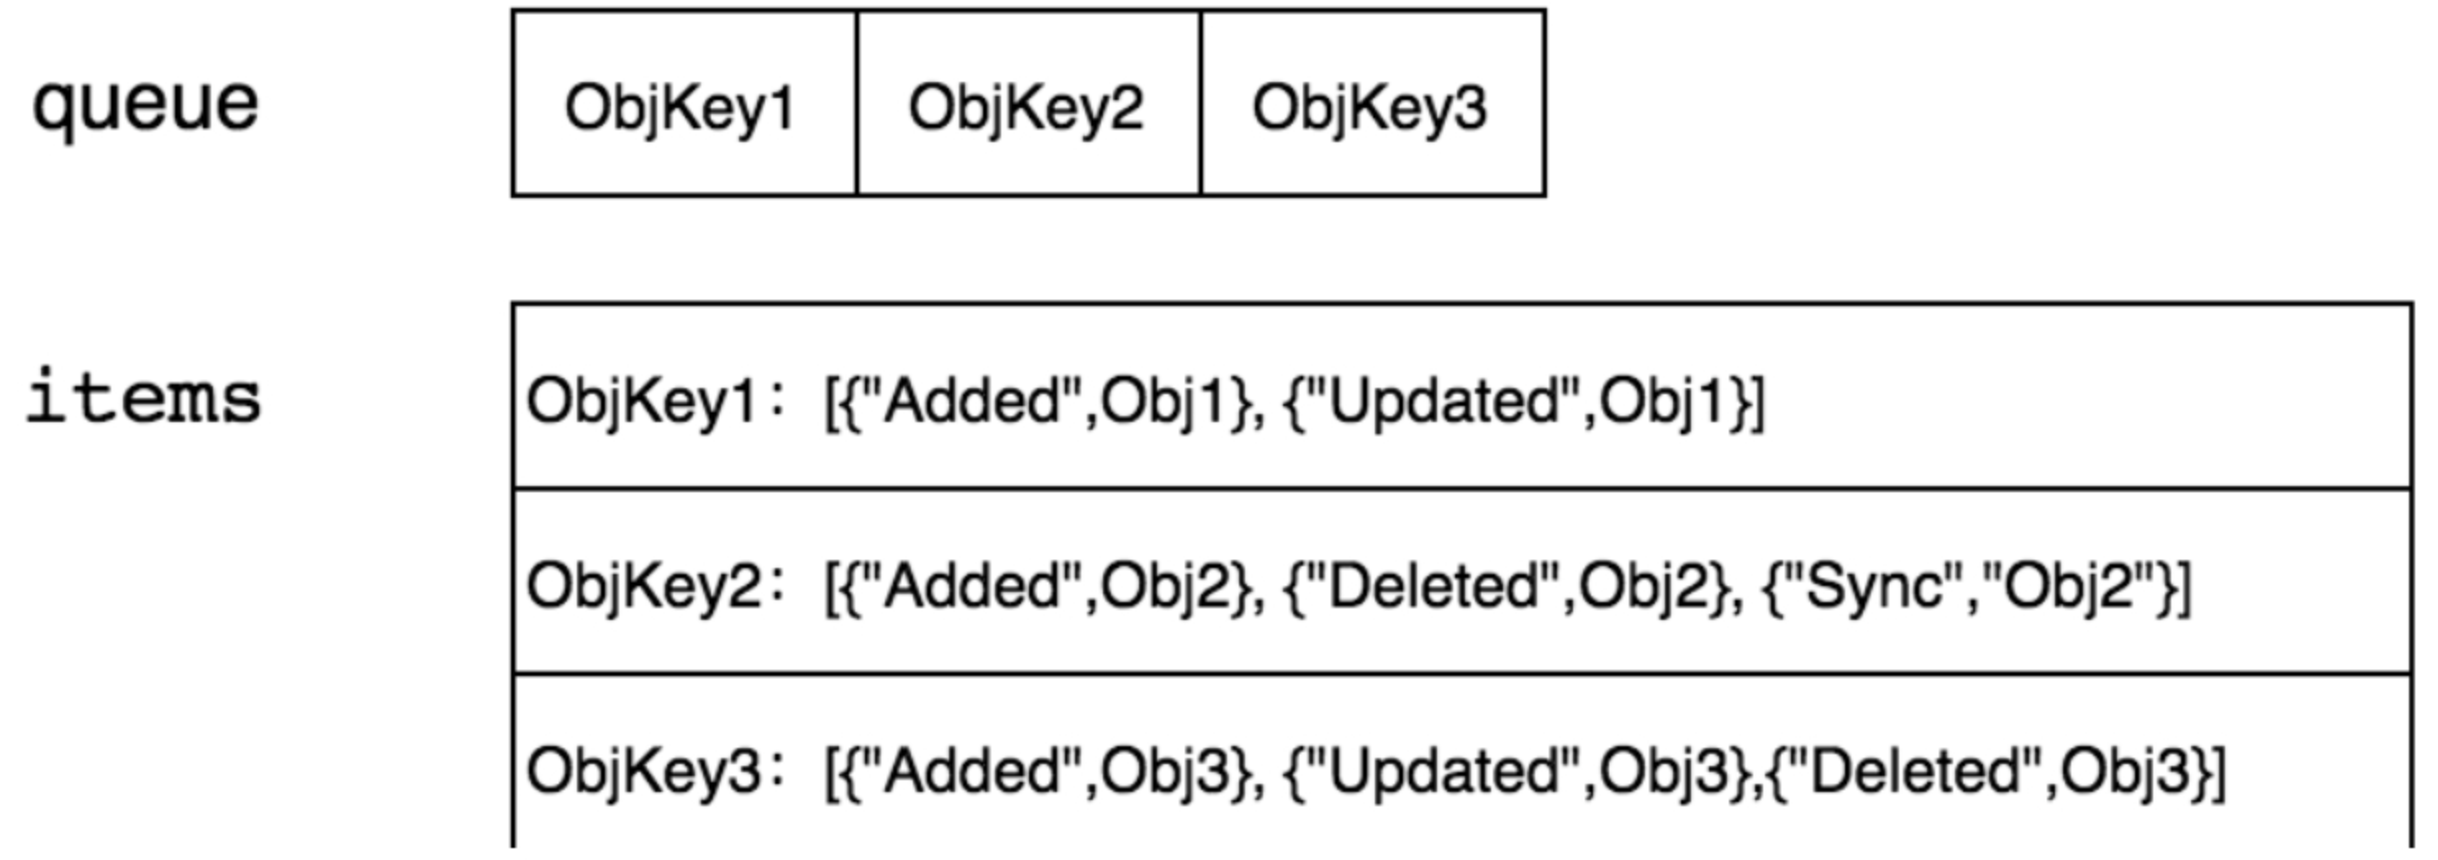 queue ObjKey1 ObjKey2 ObjKey3
items ObjKey1: [{"Added",Obj1}, {"Updated",Obj1}]
ObjKey2: [{"Added",Obj2}, {"Deleted",Obj2}, {"Sync","Obj2"}]
ObjKey3: [{"Added",Obj3}, {"Updated",Obj3},{"Deleted",Obj3}]